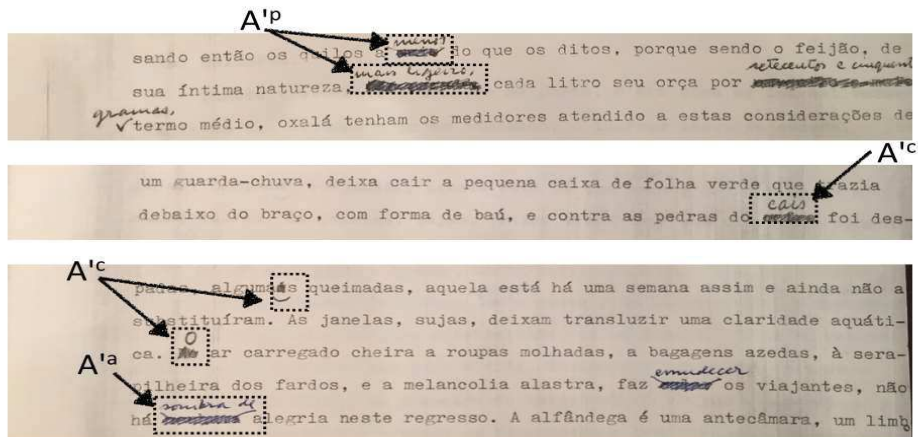 A'p
menos
sando então os quilos a do que os ditos, porque sendo o feijão, de
mais ligeiro, setecentos e cinquent
sua íntima natureza, cada litro seu orça por
gramas,
termo médio, oxalá tenham os medidores atendido a estas considerações de
A'c
um guarda-chuva, deixa cair a pequena caixa de folha verde que trazia
cais
debaixo do braço, com forma de baú, e contra as pedras do foi des-
A'c
padas, algumas queimadas, aquela está há uma semana assim e ainda não a
substituíram. As janelas, sujas, deixam transluzir uma claridade aquáti-
O
ca. ar carregado cheira a roupas molhadas, a bagagens azedas, à sera-
A'a
emudecer
pilheira dos fardos, e a melancolia alastra, faz os viajantes, não
sombra de
há alegria neste regresso. A alfândega é uma antecâmara, um limb